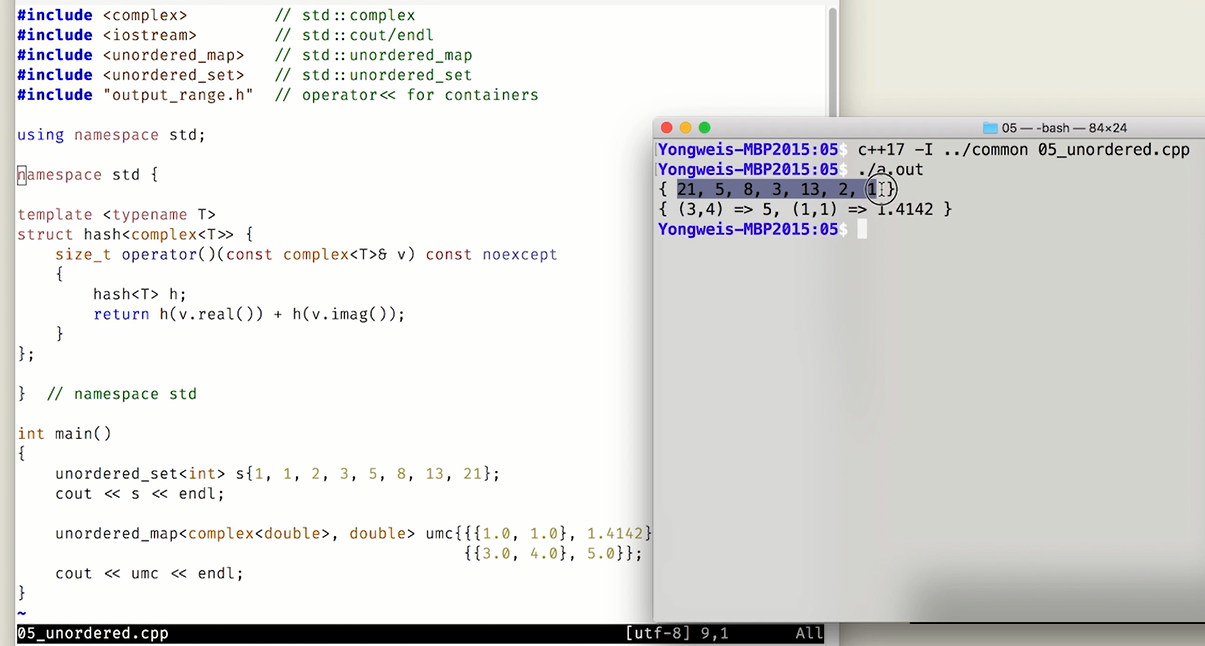 #include <complex>         // std::complex
#include <iostream>        // std::cout/endl
#include <unordered_map>   // std::unordered_map
#include <unordered_set>   // std::unordered_set
#include "output_range.h"  // operator<< for containers
using namespace std;
namespace std {
template <typename T>
struct hash<complex<T>> {
    size_t operator()(const complex<T>& v) const noexcept
    {
        hash<T> h;
        return h(v.real()) + h(v.imag());
    }
};
}  // namespace std
int main()
{
    unordered_set<int> s{1, 1, 2, 3, 5, 8, 13, 21};
    cout << s << endl;
    unordered_map<complex<double>, double> umc{{{1.0, 1.0}, 1.4142}
                                               {{3.0, 4.0}, 5.0}};
    cout << umc << endl;
}
~
05_unordered.cpp [utf-8] 9,1 All
05 — -bash — 84×24
Yongweis-MBP2015:05$ c++17 -I ../common 05_unordered.cpp
Yongweis-MBP2015:05$ ./a.out
{ 21, 5, 8, 3, 13, 2, 1 }
{ (3,4) => 5, (1,1) => 1.4142 }
Yongweis-MBP2015:05$